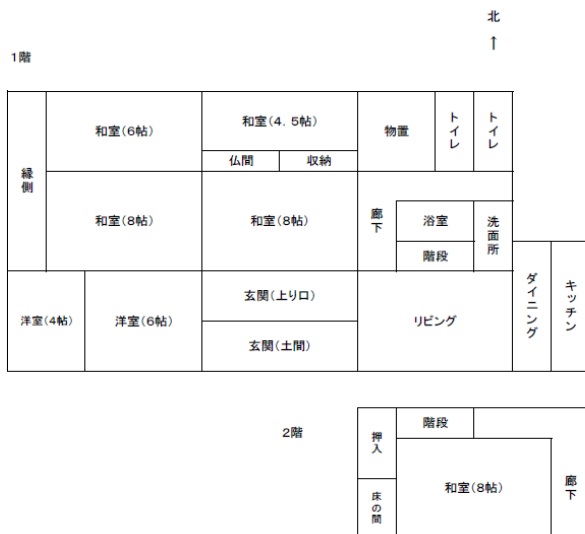 北
↑
1階
和室(6帖)
和室(4．5帖)
物置
トイレ
トイレ
仏間
収納
縁側
和室(8帖)
和室(8帖)
廊下
浴室
洗面所
階段
ダイニング
キッチン
洋室(4帖)
洋室(6帖)
玄関(上り口)
リビング
玄関(土間)
2階
押入
階段
床の間
和室(8帖)
廊下